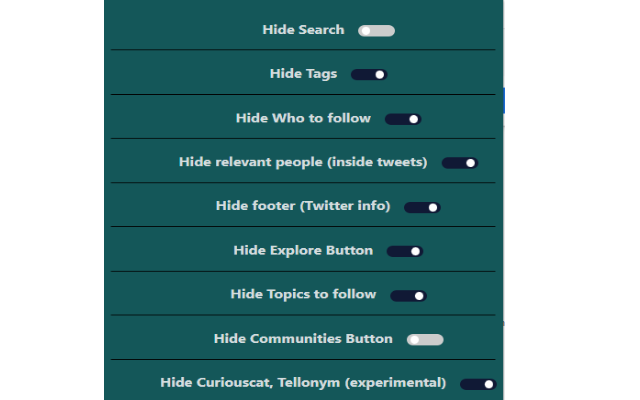 Hide Search
Hide Tags
Hide Who to follow
Hide relevant people (inside tweets)
Hide footer (Twitter info)
Hide Explore Button
Hide Topics to follow
Hide Communities Button
Hide Curiouscat, Tellonym (experimental)